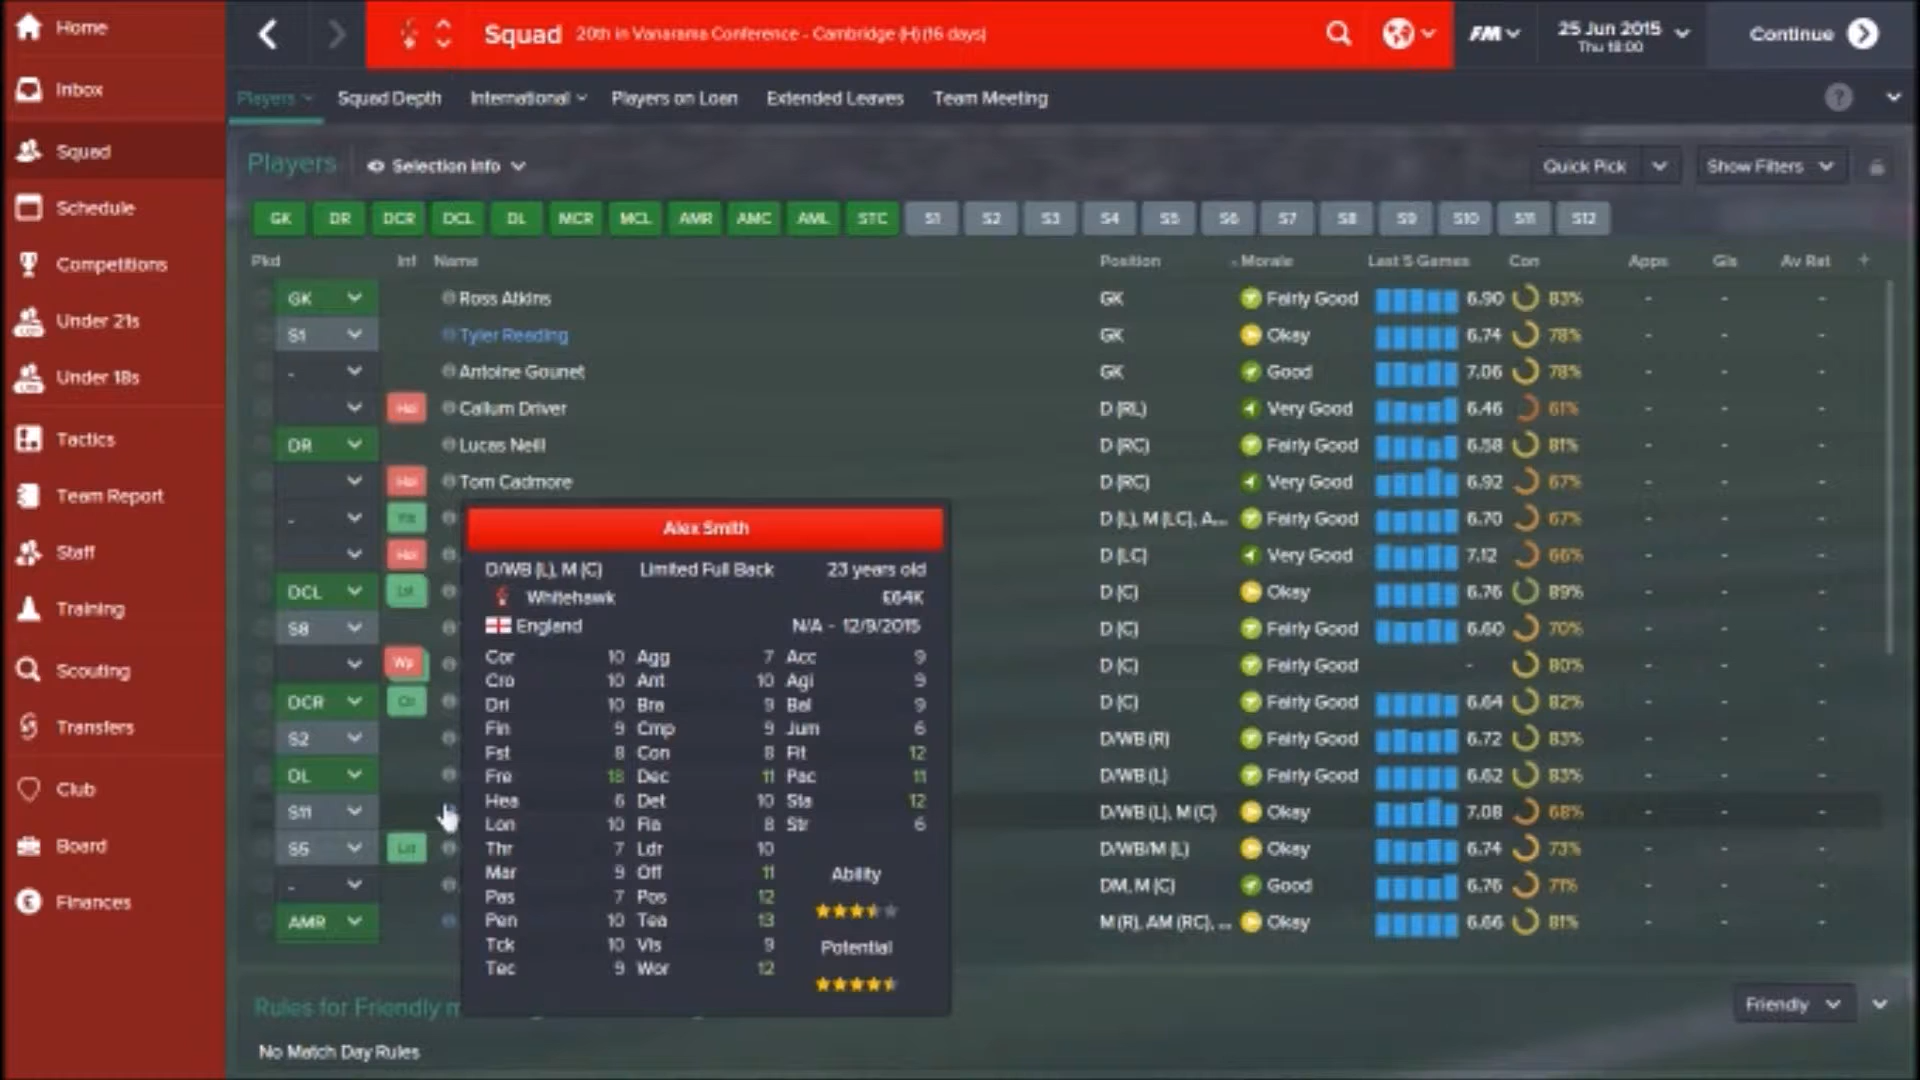 Home
Squad 20th in Vanarama Conference - Cambridge (H) (16 days)
FM
25 Jun 2015
Thu 18:00
Continue
Inbox
Players Squad Depth International Players on Loan Extended Leaves Team Meeting ?
Squad
Players Selection Info Quick Pick Show Filters
Schedule
GK DR DCR DCL DL MCR MCL AMR AMC AML STC S1 S2 S3 S4 S5 S6 S7 S8 S9 S10 S11 S12
Competitions
Pkd Inf Name Position Morale Last 5 Games Con Apps Gls Av Rat +
GK Ross Atkins GK Fairly Good 6.90 83% - - -
Under 21s
S1 Tyler Reading GK Okay 6.74 78% - - -
Under 18s
- Antoine Gounet GK Good 7.06 78% - - -
Hol Callum Driver D (RL) Very Good 6.46 61% - - -
Tactics
DR Lucas Neill D (RC) Fairly Good 6.58 81% - - -
Team Report
Hol Tom Cadmore D (RC) Very Good 6.92 67% - - -
- D (L), M (LC), A... Fairly Good 6.70 67% - - -
Staff
Hol D (LC) Very Good 7.12 66% - - -
DCL Lst D (C) Okay 6.76 89% - - -
Training
S8 D (C) Fairly Good 6.60 70% - - -
Scouting
Wp D (C) Fairly Good - 80% - - -
DCR D (C) Fairly Good 6.64 82% - - -
Transfers
S2 D/WB (R) Fairly Good 6.72 83% - - -
DL D/WB (L) Fairly Good 6.62 83% - - -
Club
S11 D/WB (L), M (C) Okay 7.08 68% - - -
S5 Lst D/WB/M (L) Okay 6.74 73% - - -
Board
- DM, M (C) Good 6.76 71% - - -
Finances
AMR M (R), AM (RC), ... Okay 6.66 81% - - -
Alex Smith
D/WB (L), M (C) Limited Full Back 23 years old
Whitehawk £64K
England N/A - 12/9/2015
Cor 10 Agg 7 Acc 9
Cro 10 Ant 10 Agi 9
Dri 10 Bra 9 Bal 9
Fin 9 Cmp 9 Jum 6
Fst 8 Con 8 Fit 12
Fre 18 Dec 11 Pac 11
Hea 6 Det 10 Sta 12
Lon 10 Fla 8 Str 6
Thr 7 Ldr 10
Mar 9 Off 11 Ability
Pas 7 Pos 12
Pen 10 Tea 13
Tck 10 Vis 9 Potential
Tec 9 Wor 12
Rules for Friendly m
Friendly
No Match Day Rules